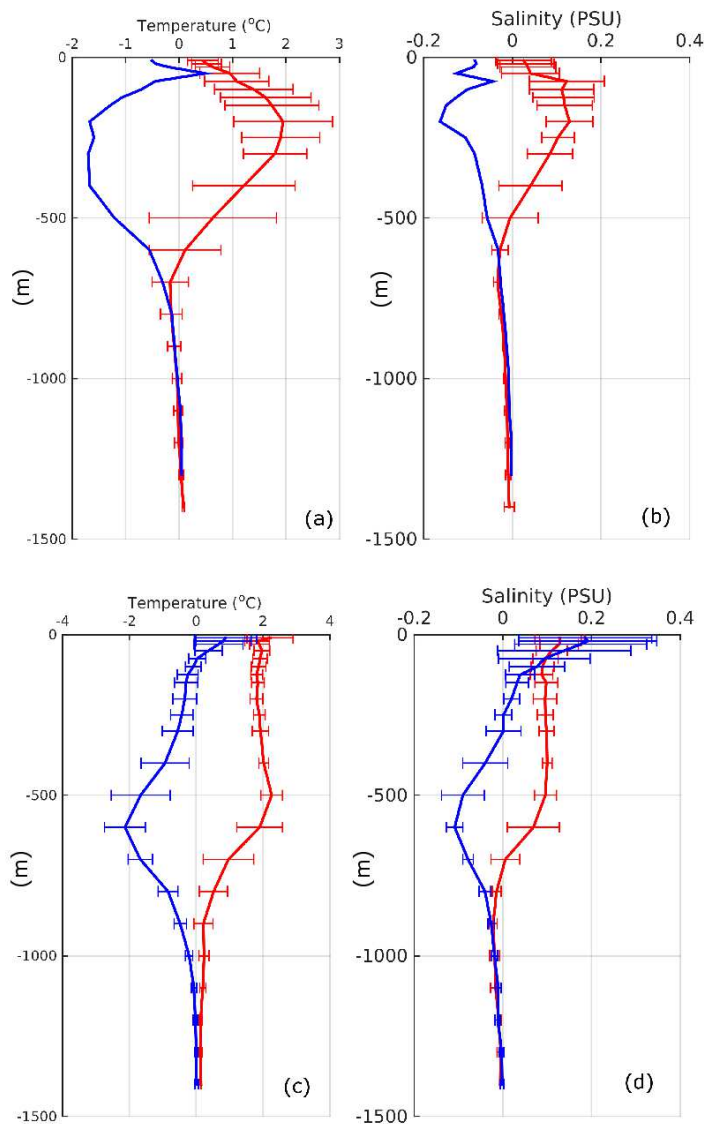 Temperature (°C)
-2 -1 0 1 2 3
0
-500
-1000
-1500
(m)
(a)
Salinity (PSU)
-0.2 0 0.2 0.4
0
-500
-1000
-1500
(m)
(b)
Temperature (°C)
-4 -2 0 2 4
0
-500
-1000
-1500
(m)
(c)
Salinity (PSU)
-0.2 0 0.2 0.4
0
-500
-1000
-1500
(m)
(d)